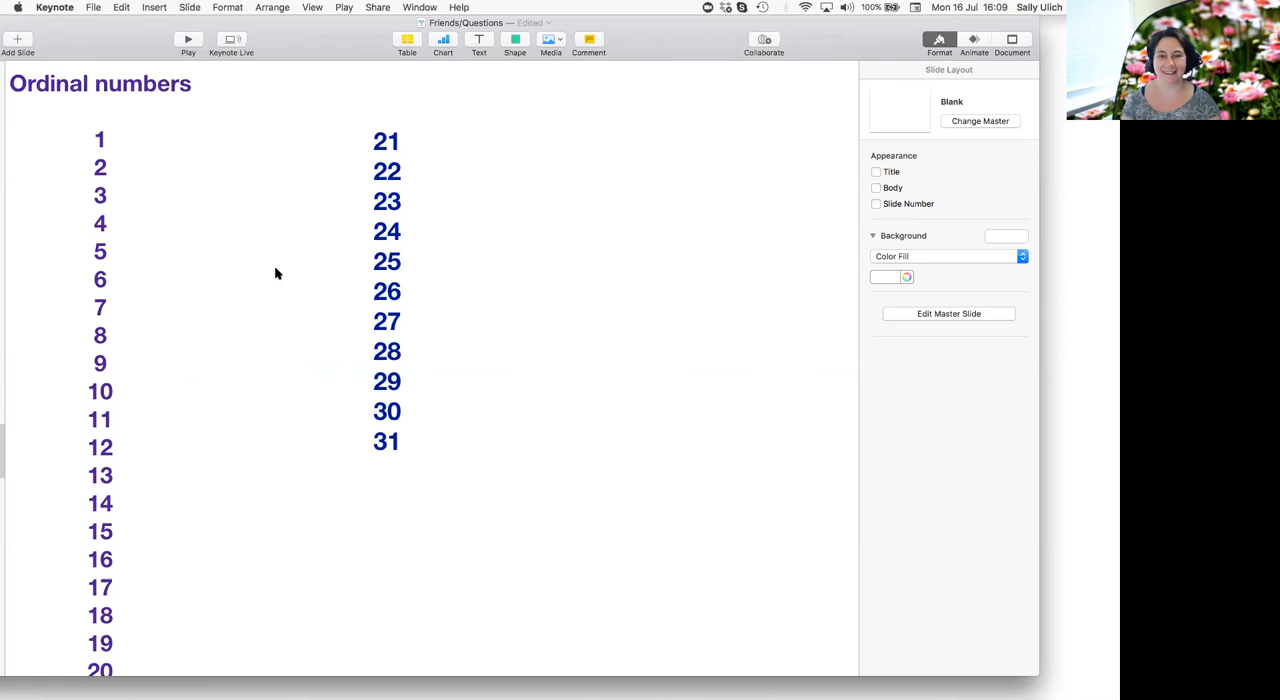 Keynote File Edit Insert Slide Format Arrange View Play Share Window Help 100% Mon 16 Jul 16:09 Sally Ulich
Friends/Questions — Edited
Add Slide Play Keynote Live Table Chart Text Shape Media Comment Collaborate Format Animate Document
Ordinal numbers
1
2
3
4
5
6
7
8
9
10
11
12
13
14
15
16
17
18
19
20
21
22
23
24
25
26
27
28
29
30
31
Slide Layout
Blank
Change Master
Appearance
Title
Body
Slide Number
Background
Color Fill
Edit Master Slide